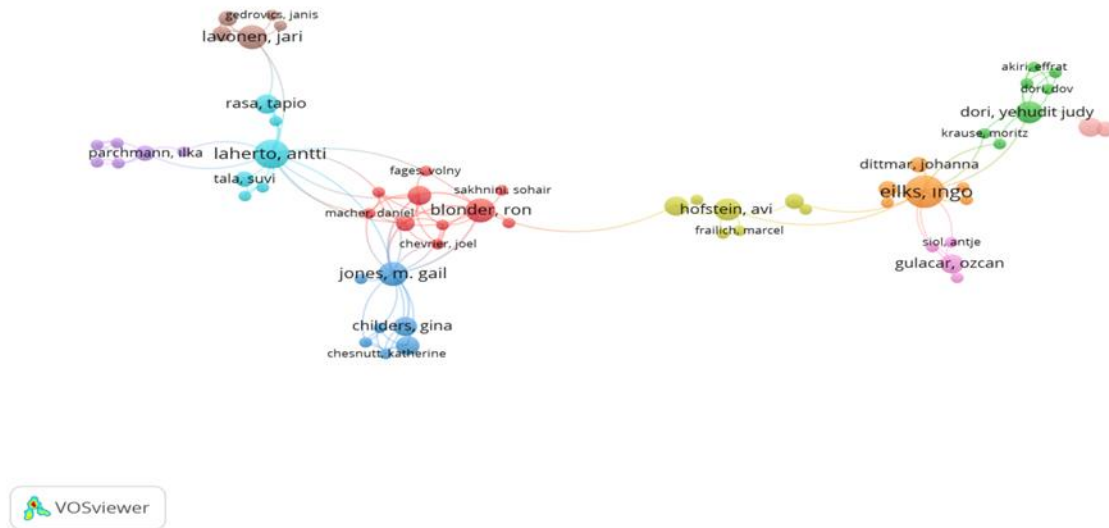 gedrovics, janis
lavonen, jari
rasa, tapio
parchmann, ilka
laherto, antti
tala, suvi
fages, volny
sakhnini, sohair
macher, daniel
blonder, ron
chevrier, joel
jones, m. gail
childers, gina
chesnutt, katherine
hofstein, avi
frailich, marcel
akiri, effrat
dori, dov
dori, yehudit judy
krause, moritz
dittmar, johanna
eilks, ingo
siol, antje
gulacar, ozcan
VOSviewer